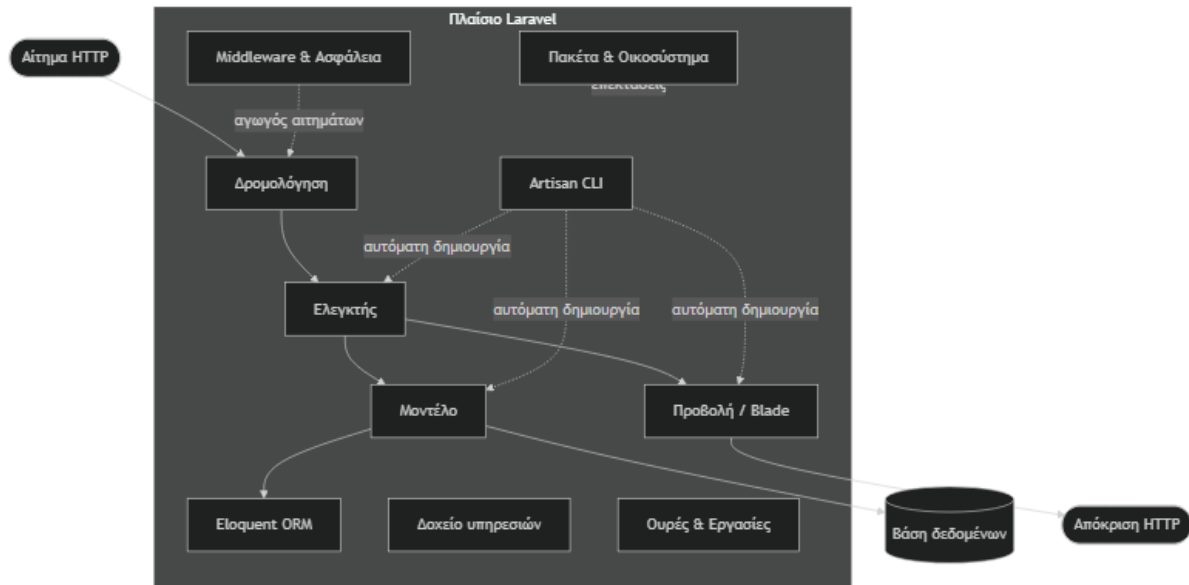 Πλαίσιο Laravel
Αίτημα HTTP
Middleware & Ασφάλεια
Πακέτα & Οικοσύστημα
επεκτάσεις
αγωγός αιτημάτων
Δρομολόγηση
Artisan CLI
αυτόματη δημιουργία
Ελεγκτής
αυτόματη δημιουργία
αυτόματη δημιουργία
Μοντέλο
Προβολή / Blade
Eloquent ORM
Δοχείο υπηρεσιών
Ουρές & Εργασίες
Βάση δεδομένων
Απόκριση HTTP